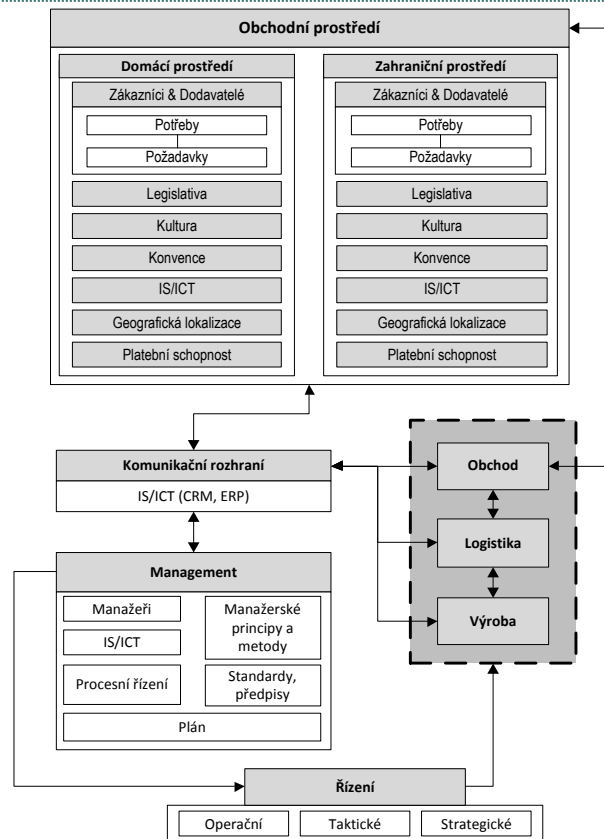 Obchodní prostředí
Domácí prostředí
Zákazníci & Dodavatelé
Potřeby
Požadavky
Legislativa
Kultura
Konvence
IS/ICT
Geografická lokalizace
Platební schopnost
Zahraniční prostředí
Zákazníci & Dodavatelé
Potřeby
Požadavky
Legislativa
Kultura
Konvence
IS/ICT
Geografická lokalizace
Platební schopnost
Komunikační rozhraní
IS/ICT (CRM, ERP)
Obchod
Logistika
Výroba
Management
Manažeři
IS/ICT
Procesní řízení
Manažerské
principy a
metody
Standardy,
předpisy
Plán
Řízení
Operační
Taktické
Strategické